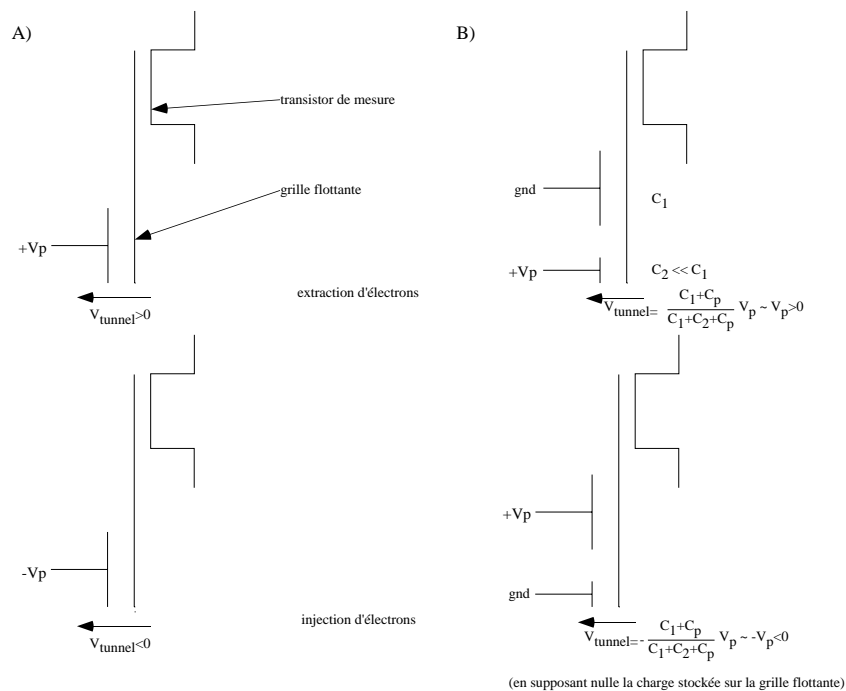 A)
B)
transistor de mesure
grille flottante
gnd
C1
+Vp
+Vp
C2 << C1
extraction d'électrons
Vtunnel>0
Vtunnel= C1+Cp / C1+C2+Cp Vp ~ Vp>0
+Vp
-Vp
gnd
injection d'électrons
Vtunnel<0
Vtunnel=- C1+Cp / C1+C2+Cp Vp ~ -Vp<0
(en supposant nulle la charge stockée sur la grille flottante)